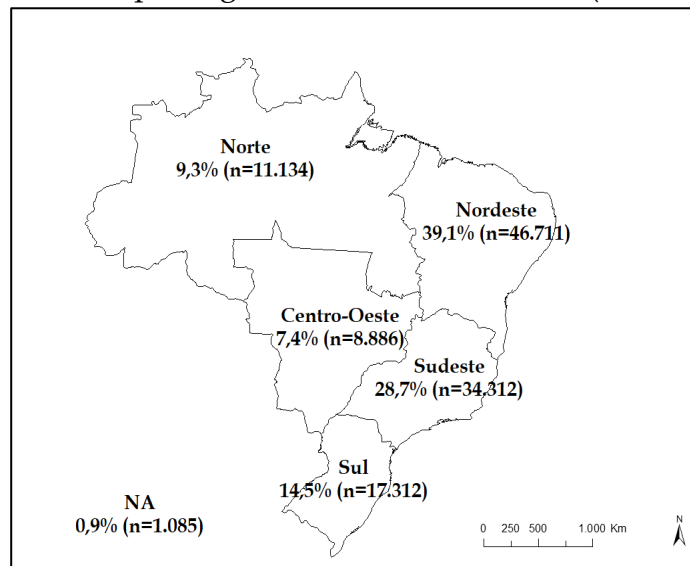 Norte
9,3% (n=11.134)
Nordeste
39,1% (n=46.711)
Centro-Oeste
7,4% (n=8.886)
Sudeste
28,7% (n=34.312)
Sul
14,5% (n=17.312)
NA
0,9% (n=1.085)
0 250 500 1.000 Km
N